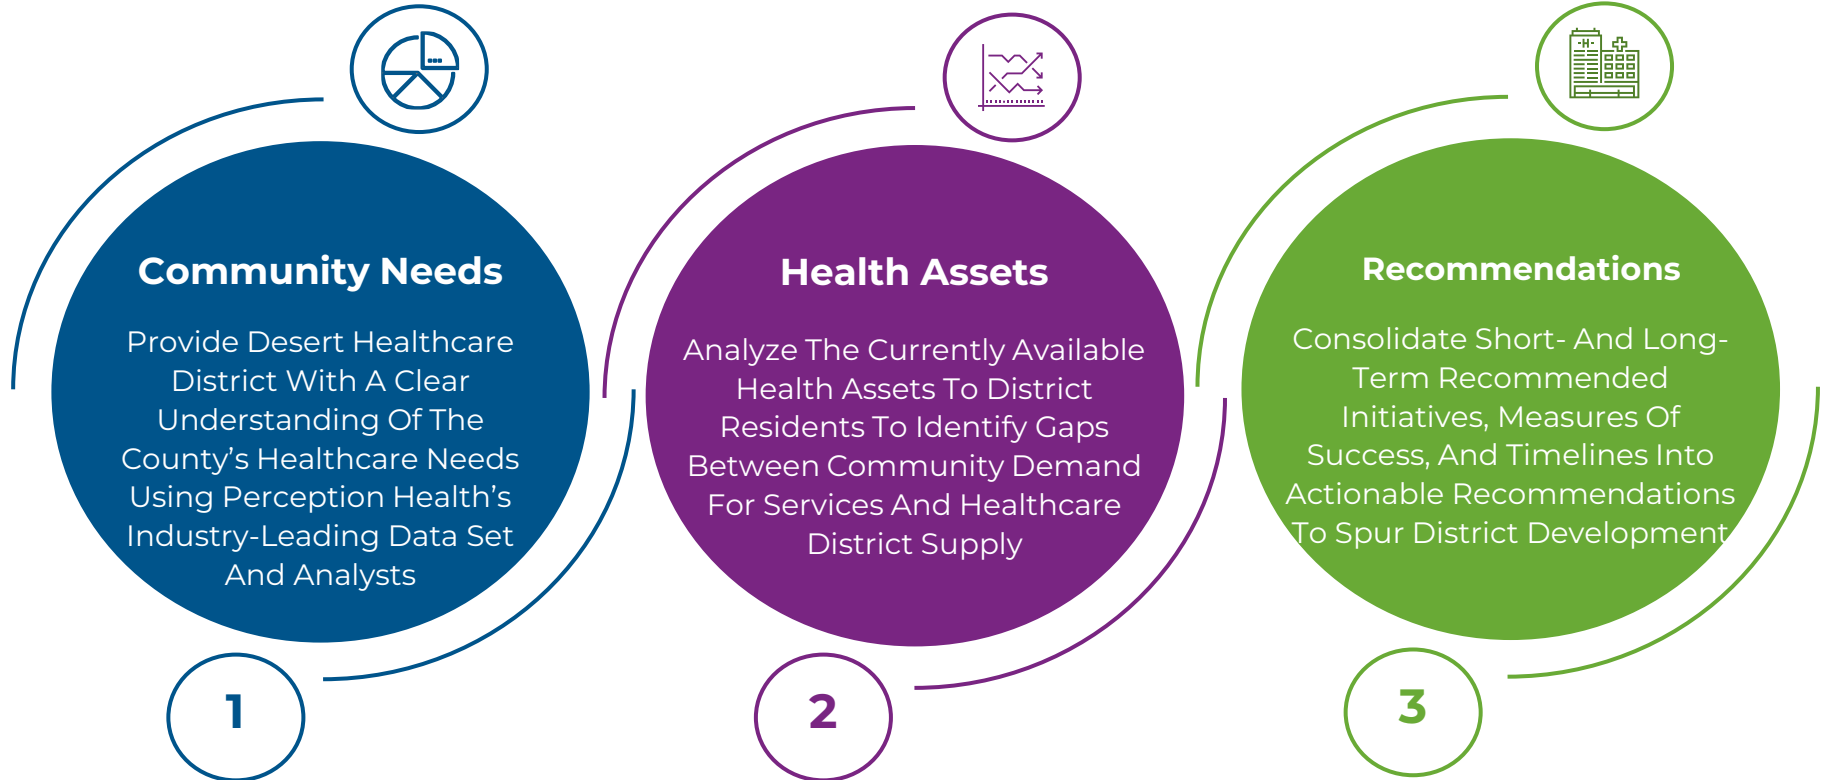 Community Needs
Provide Desert Healthcare
District With A Clear
Understanding Of The
County's Healthcare Needs
Using Perception Health's
Industry-Leading Data Set
And Analysts
1
Health Assets
Analyze The Currently Available
Health Assets To District
Residents To Identify Gaps
Between Community Demand
For Services And Healthcare
District Supply
2
H
Recommendations
Consolidate Short- And Long-
Term Recommended
Initiatives, Measures Of
Success, And Timelines Into
Actionable Recommendations
To Spur District Development
3